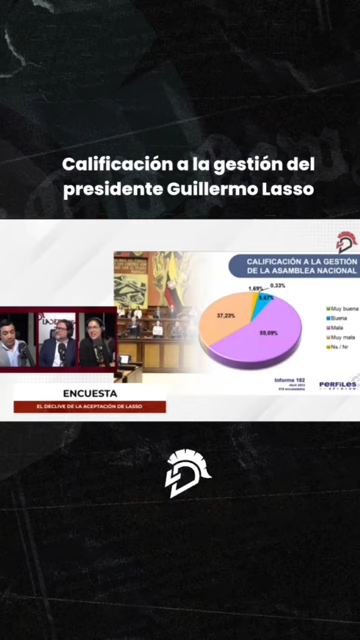 Calificación a la gestión del
presidente Guillermo Lasso
CALIFICACIÓN A LA GESTIÓN
DE LA ASAMBLEA NACIONAL
1,69%
0,33%
5,67%
37,23%
55,09%
Muy buena
Buena
Mala
Muy mala
Ns / Nr
Informe 182
PERFILES
DE OPINIÓN
ENCUESTA
EL DECLIVE DE LA ACEPTACIÓN DE LASSO